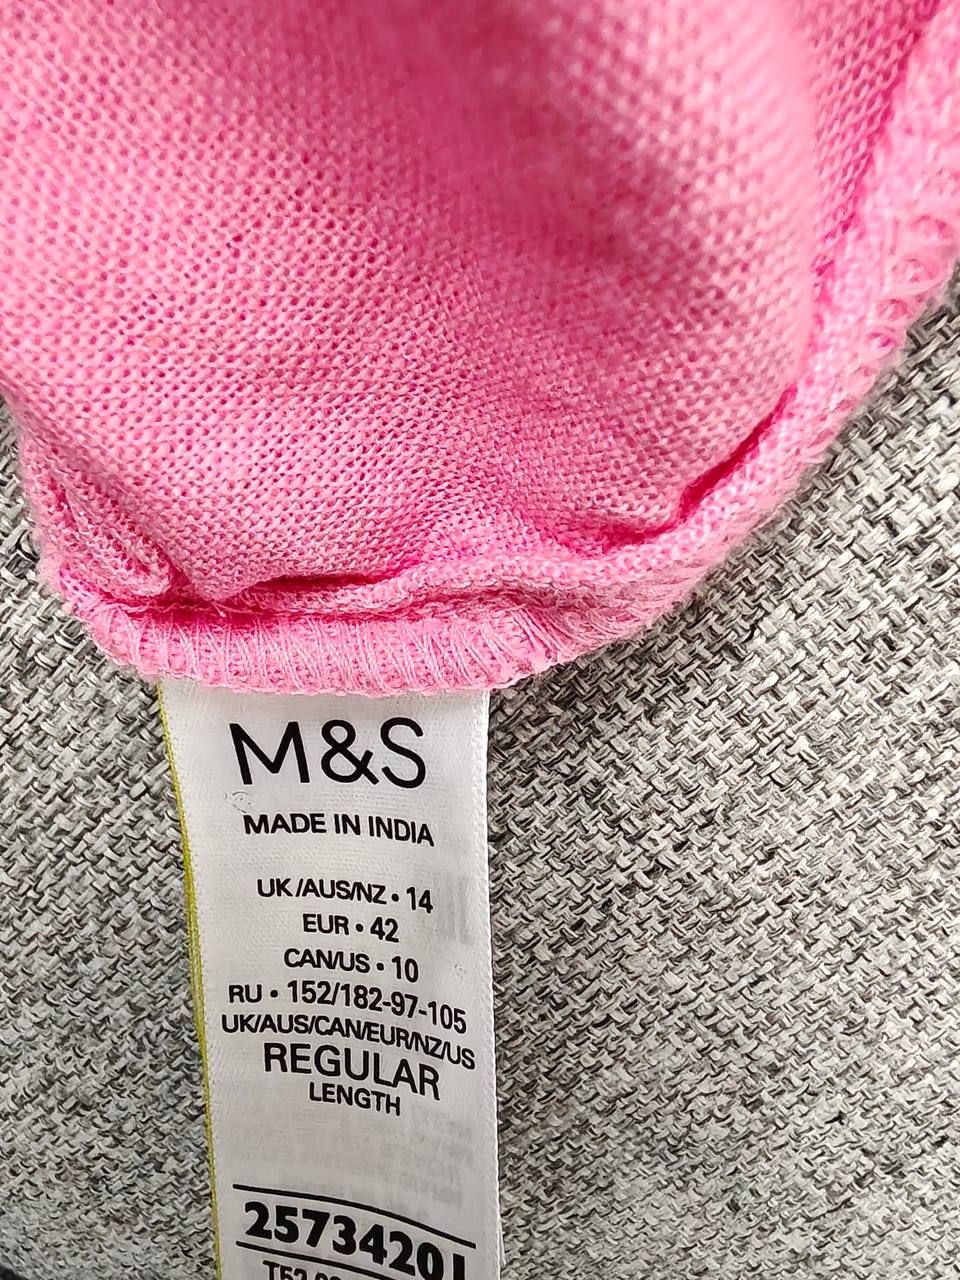 M&S
MADE IN INDIA
UK/AUS/NZ • 14
EUR • 42
CAN/US • 10
RU • 152/182-97-105
UK/AUS/CAN/EUR/NZ/US
REGULAR
LENGTH
25734201